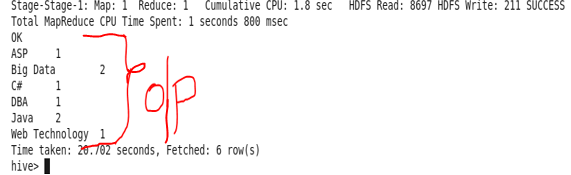 Stage-Stage-1: Map: 1 Reduce: 1 Cumulative CPU: 1.8 sec HDFS Read: 8697 HDFS Write: 211 SUCCESS
Total MapReduce CPU Time Spent: 1 seconds 800 msec
OK
ASP 1
Big Data 2
C# 1
DBA 1
Java 2
Web Technology 1
o/p
Time taken: 20.702 seconds, Fetched: 6 row(s)
hive>